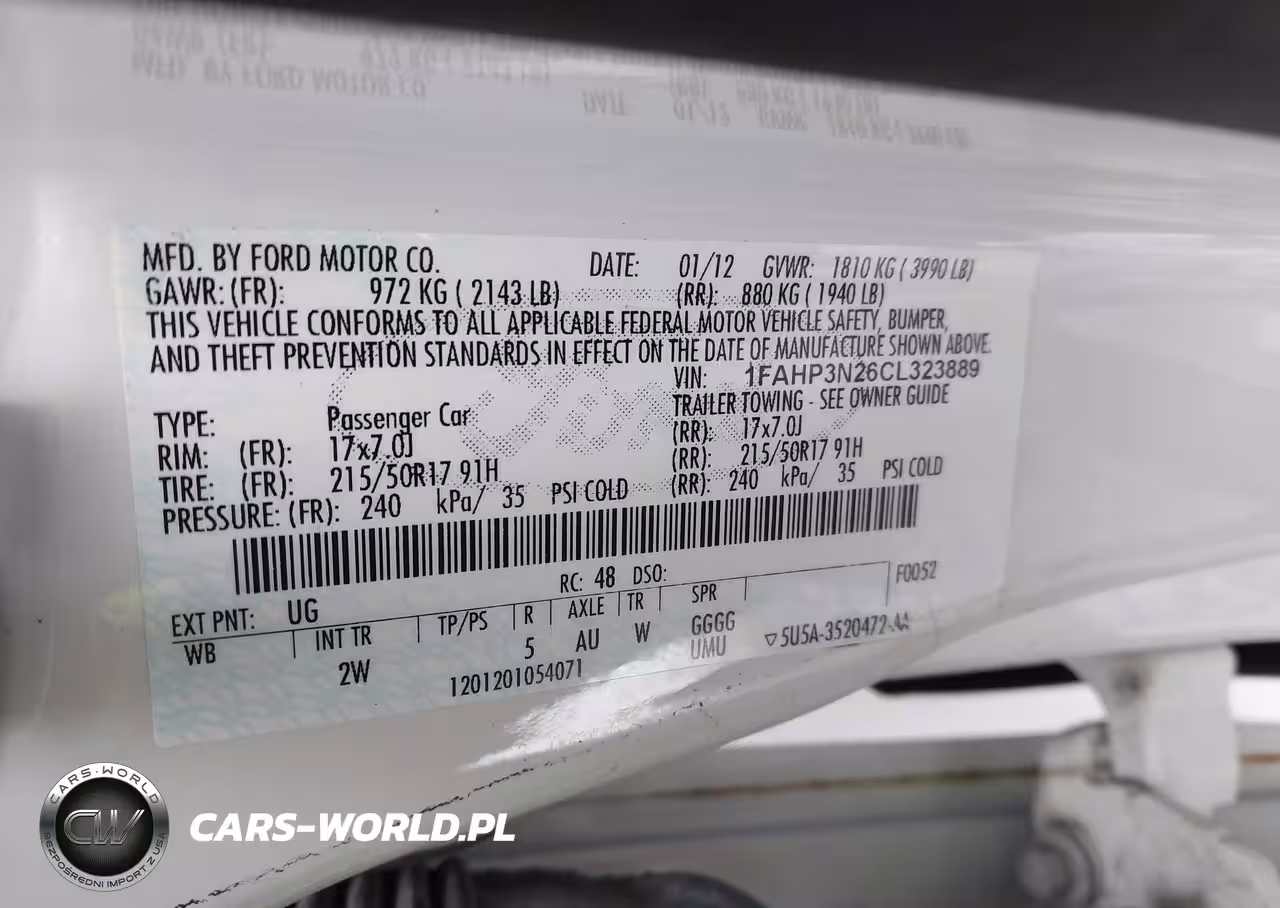 MFD. BY FORD MOTOR CO. DATE: 01/12 GVWR: 1810 KG ( 3990 LB)
GAWR: (FR): 972 KG ( 2143 LB) (RR): 880 KG ( 1940 LB)
THIS VEHICLE CONFORMS TO ALL APPLICABLE FEDERAL MOTOR VEHICLE SAFETY, BUMPER,
AND THEFT PREVENTION STANDARDS IN EFFECT ON THE DATE OF MANUFACTURE SHOWN ABOVE.
VIN: 1FAHP3N26CL323889
TYPE: Passenger Car TRAILER TOWING - SEE OWNER GUIDE
RIM: (FR): 17x7.0J (RR): 17x7.0J
TIRE: (FR): 215/50R17 91H (RR): 215/50R17 91H
PRESSURE: (FR): 240 kPa/ 35 PSI COLD (RR): 240 kPa/ 35 PSI COLD
RC: 48 DSO: F0052
EXT PNT: UG
WB INT TR TP/PS R AXLE TR SPR
2W 5 AU W GGGG
UMU
1201201054071 ▽5U5A-3520472-AA
CARS-WORLD
CW
BEZPOŚREDNI IMPORT Z USA
CARS-WORLD.PL